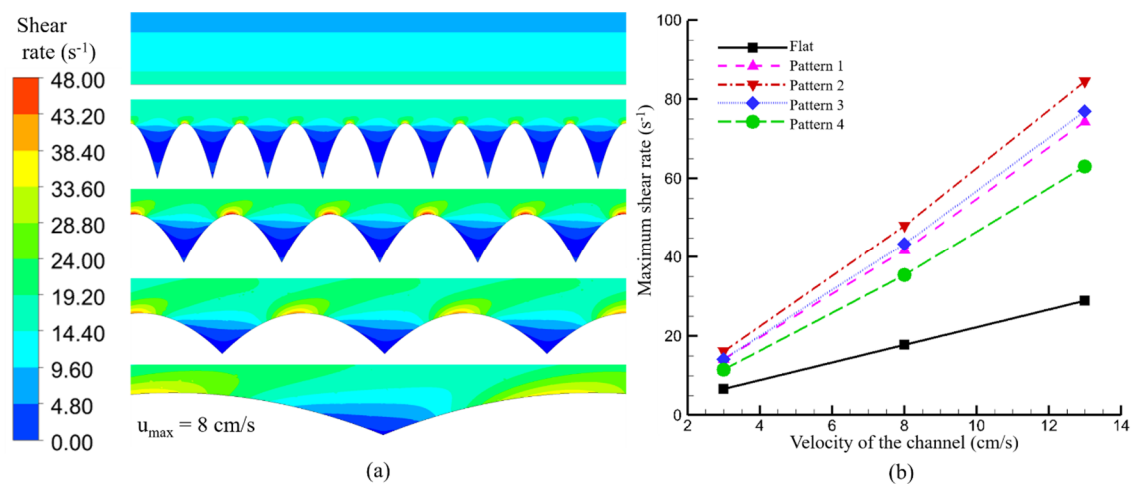 Shear
rate (s-1)
48.00
43.20
38.40
33.60
28.80
24.00
19.20
14.40
9.60
4.80
0.00
umax = 8 cm/s
(a)
Maximum shear rate (s-1)
100
80
60
40
20
0
Flat
Pattern 1
Pattern 2
Pattern 3
Pattern 4
2 4 6 8 10 12 14
Velocity of the channel (cm/s)
(b)